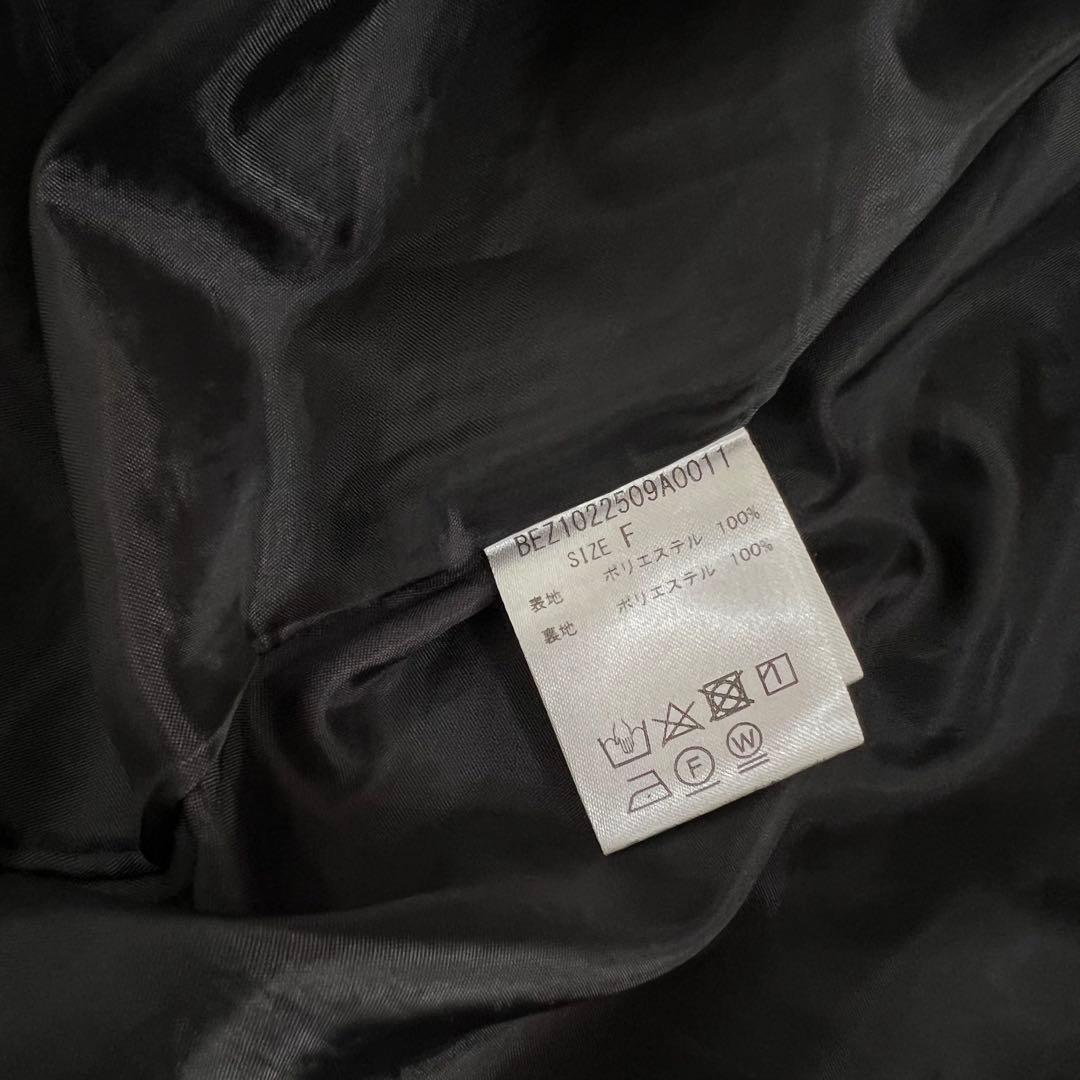 BEZ1022509A0011
SIZE F
表地 ポリエステル 100%
裏地 ポリエステル 100%
F W